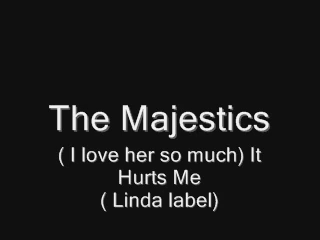 The Majestics
( I love her so much) It
Hurts Me
( Linda label)